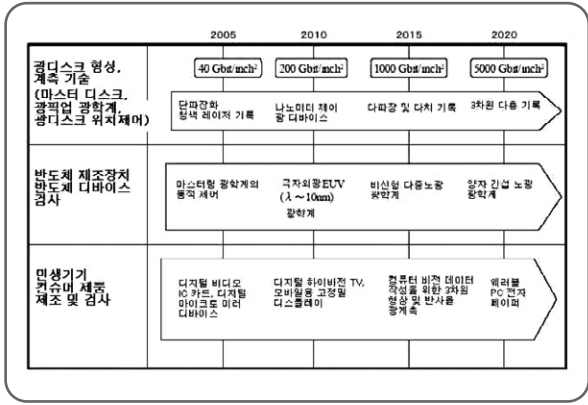 2005 2010 2015 2020
광디스크 형성,
계측 기술
(마스터 디스크,
광픽업 광학계,
광디스크 위치제어)
40 Gbit/inch² 200 Gbit/inch² 1000 Gbit/inch² 5000 Gbit/inch²
단파장화
청색 레이저 기록
나노미터 제어
광 디바이스
다파장 및 다치 기록
3차원 다층 기록
반도체 제조장치
반도체 디바이스
검사
마스터링 광학계의
동적 제어
극자외광EUV
(λ～10nm)
광학계
비선형 다중노광
광학계
양자 간섭 노광
광학계
민생기기
컨슈머 제품
제조 및 검사
디지털 비디오
IC 카드, 디지털
마이크로 미러
디바이스
디지털 하이비전 TV,
모바일용 고정밀
디스플레이
컴퓨터 비전 데이터
작성을 위한 3차원
형상 및 반사율
광계측
웨러블
PC 전자
페이퍼